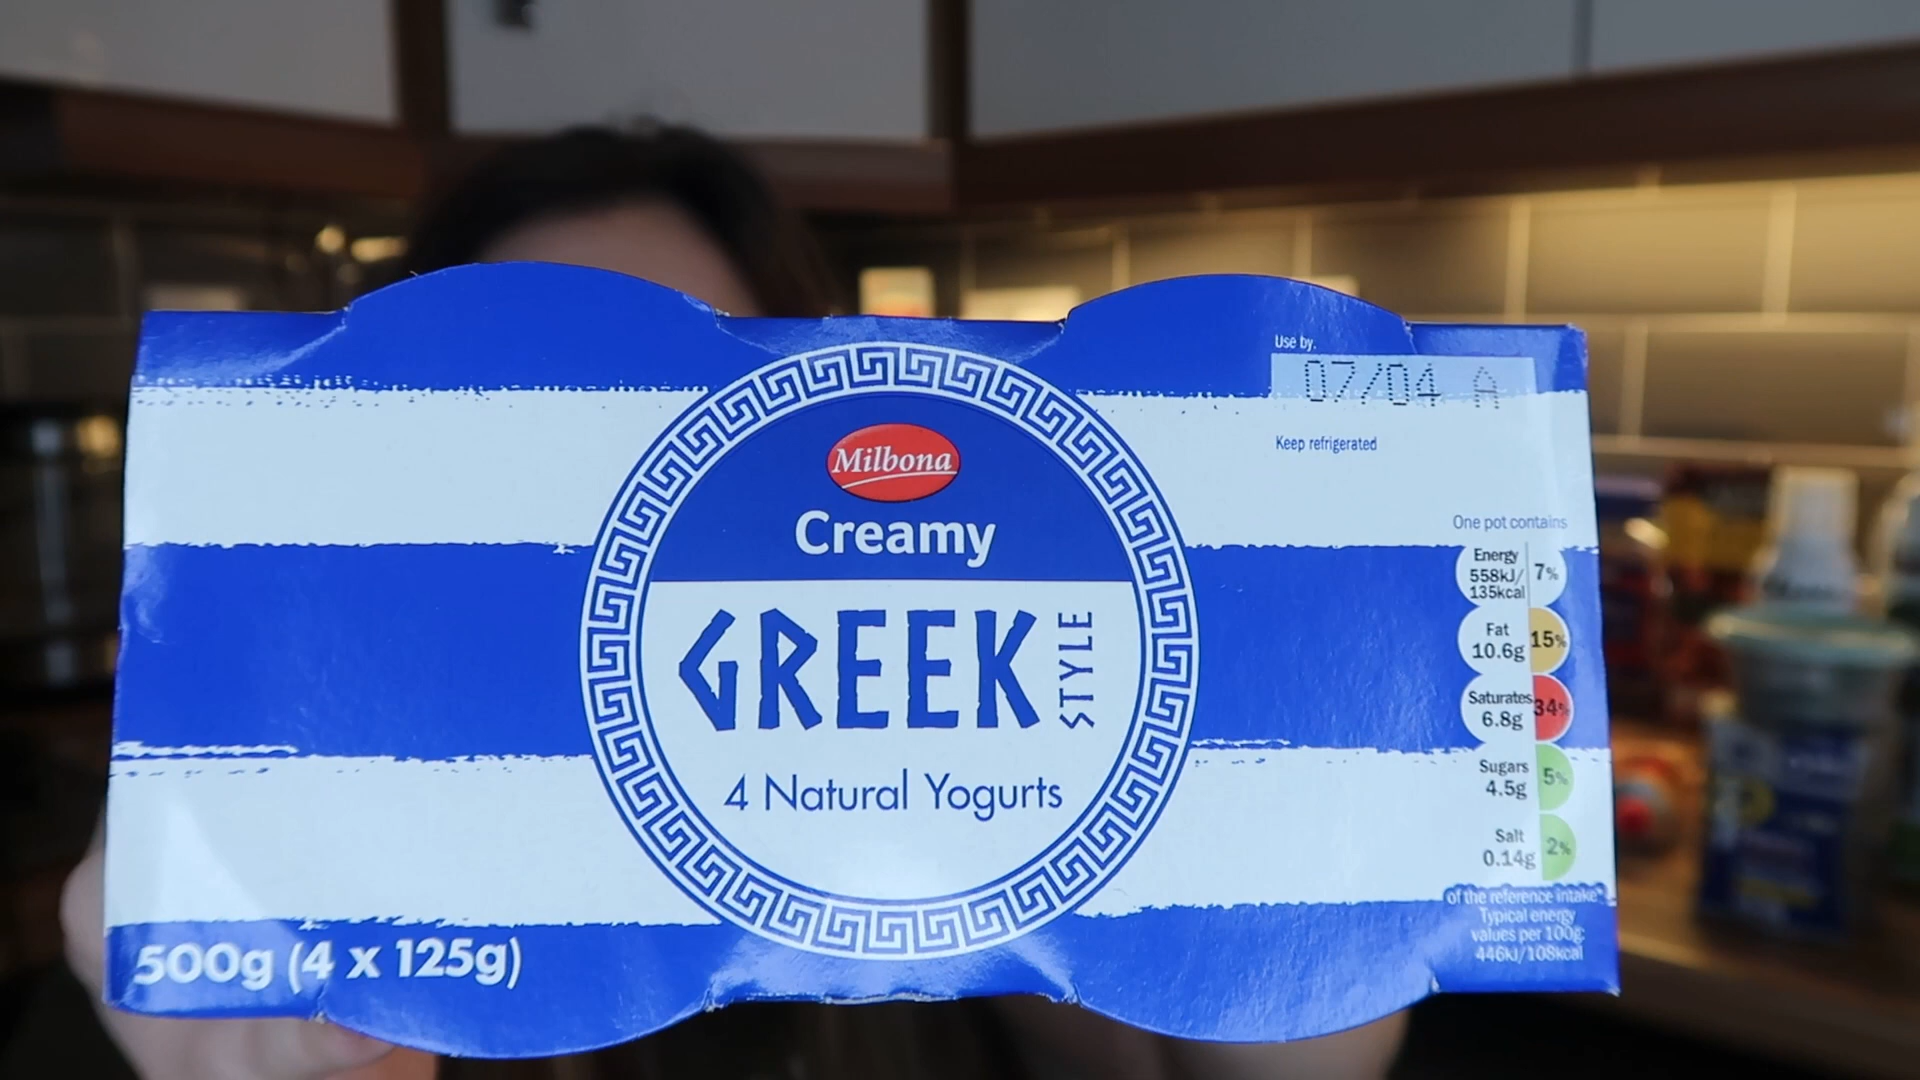 Use by.
07/04 A
Keep refrigerated
Milbona
Creamy
GREEK STYLE
4 Natural Yogurts
500g (4 x 125g)
One pot contains
Energy
558kJ/
135kcal
7%
Fat
10.6g
15%
Saturates
6.8g
34%
Sugars
4.5g
5%
Salt
0.14g
2%
of the reference intake*
Typical energy
values per 100g:
446kJ/108kcal